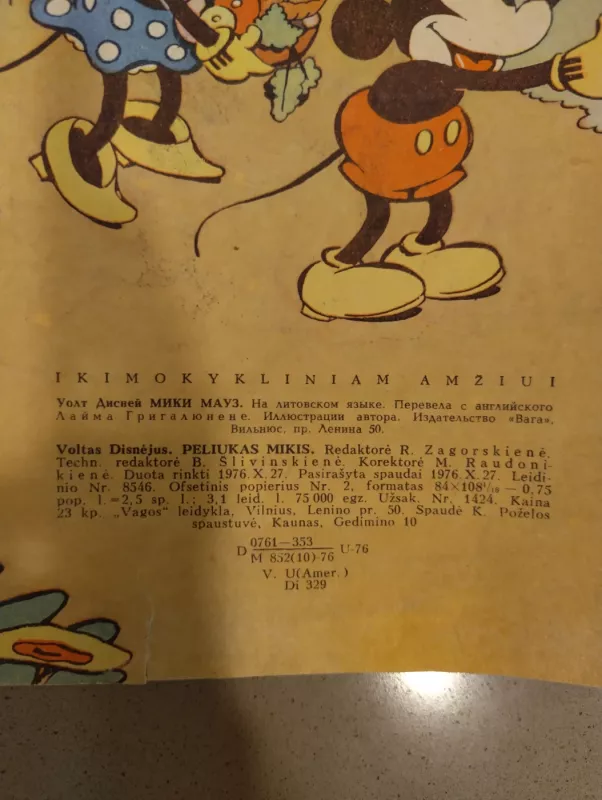 IKIMOKYKLINIAM AMŽIUI
Уолт Дисней МИКИ МАУЗ. На литовском языке. Перевела с английского
Лайма Григалюнене. Иллюстрации автора. Издательство «Вага»,
Вильнюс, пр. Ленина 50.
Voltas Disnėjus. PELIUKAS MIKIS. Redaktorė R. Zagorskienė.
Techn. redaktorė B. Slivinskienė. Korektorė M. Raudoni-
kienė. Duota rinkti 1976.X.27. Pasirašyta spaudai 1976.X.27. Leidi-
nio Nr. 8546. Ofsetinis popierius Nr. 2, formatas 84×108¹/₁₆ — 0,75
pop. l.=2,5 sp. l.; 3,1 leid. l. 75 000 egz. Užsak. Nr. 1424. Kaina
23 kp. „Vagos" leidykla, Vilnius, Lenino pr. 50. Spaudė K. Poželos
spaustuvė, Kaunas, Gedimino 10
0761—353
D M 852(10)-76 U-76
V. U(Amer.)
Di 329